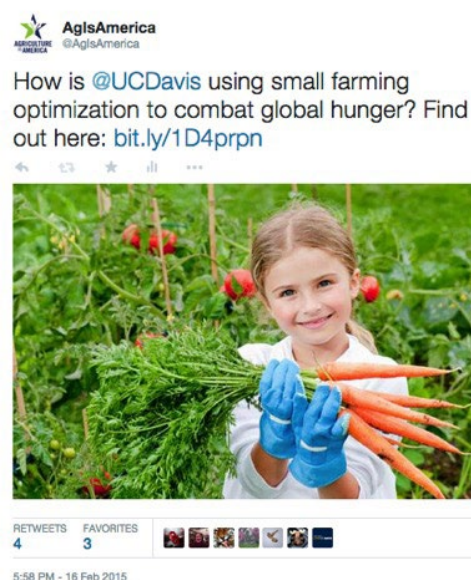 AgIsAmerica
@AgIsAmerica
AGRICULTURE
IS AMERICA
How is @UCDavis using small farming
optimization to combat global hunger? Find
out here: bit.ly/1D4prpn
RETWEETS FAVORITES
4 3
5:58 PM - 16 Feb 2015